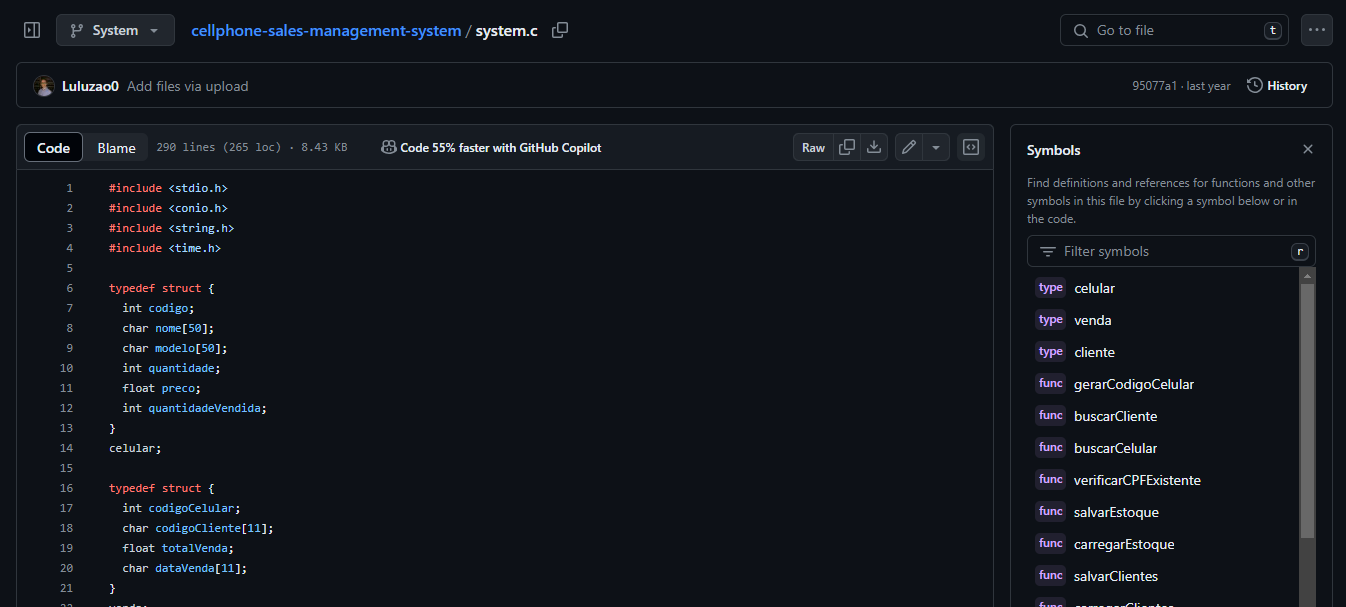 System cellphone-sales-management-system / system.c Go to file t
Luluzao0 Add files via upload 95077a1 · last year History
Code Blame 290 lines (265 loc) · 8.43 KB Code 55% faster with GitHub Copilot Raw
1 #include <stdio.h>
2 #include <conio.h>
3 #include <string.h>
4 #include <time.h>
5
6 typedef struct {
7 int codigo;
8 char nome[50];
9 char modelo[50];
10 int quantidade;
11 float preco;
12 int quantidadeVendida;
13 }
14 celular;
15
16 typedef struct {
17 int codigoCelular;
18 char codigoCliente[11];
19 float totalVenda;
20 char dataVenda[11];
21 }
22 venda;
Symbols
Find definitions and references for functions and other
symbols in this file by clicking a symbol below or in
the code.
Filter symbols r
type celular
type venda
type cliente
func gerarCodigoCelular
func buscarCliente
func buscarCelular
func verificarCPFExistente
func salvarEstoque
func carregarEstoque
func salvarClientes
func carregarClientes